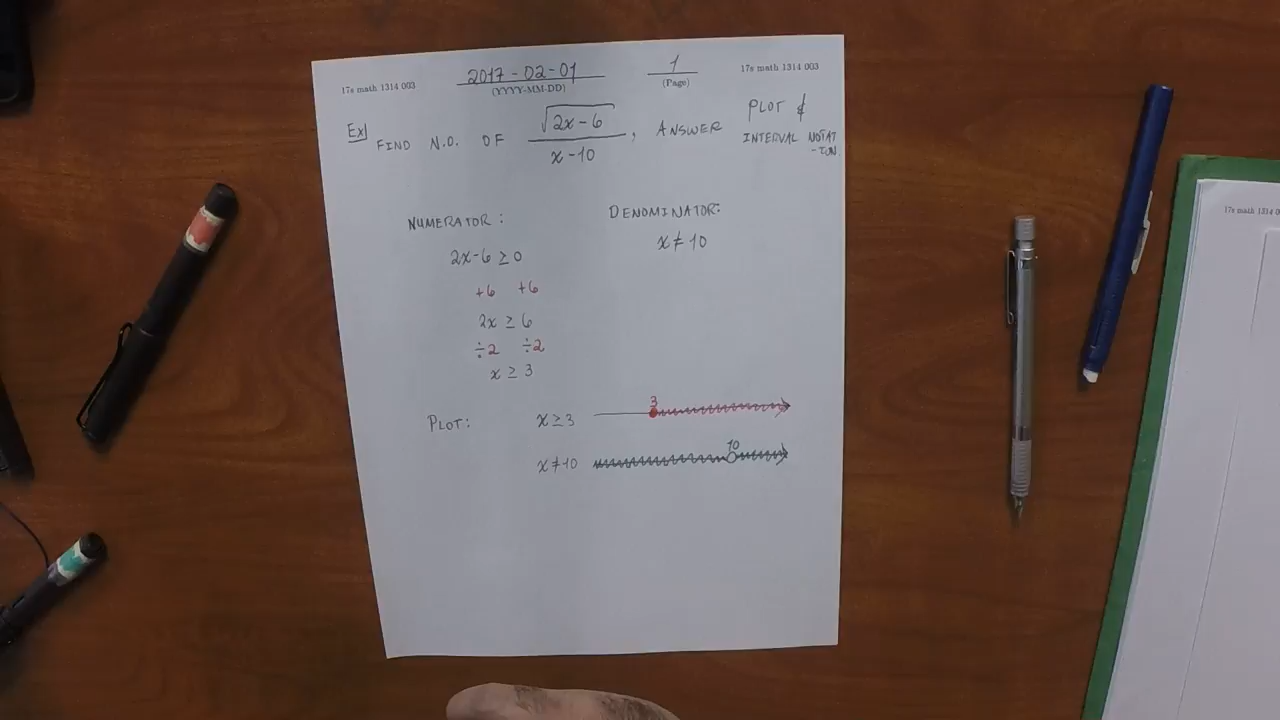 17s math 1314 003
2017-02-01
(YYYY-MM-DD)
1
(Page)
17s math 1314 003
Ex
FIND N.D. OF √(2x-6) / (x-10), ANSWER PLOT &
INTERVAL NOTAT
-ION
NUMERATOR:
2x-6 ≥ 0
+6 +6
2x ≥ 6
÷2 ÷2
x ≥ 3
DENOMINATOR:
x ≠ 10
PLOT:
x ≥ 3
3
x ≠ 10
10
17s math 1314 0